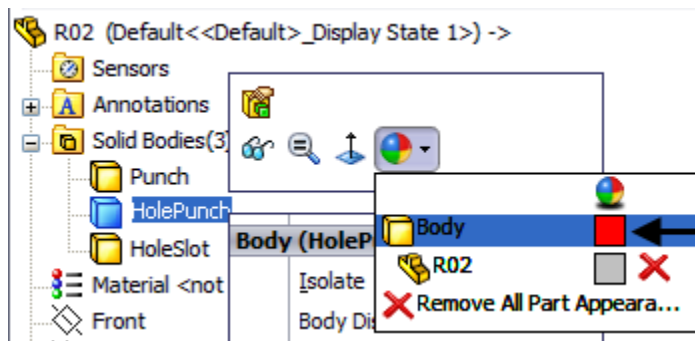 R02 (Default<<Default>_Display State 1>) ->
Sensors
A Annotations
Solid Bodies(3)
Punch
HolePunch
Body
HoleSlot
Body (HoleP
R02
Material <not
Isolate
Remove All Part Appeara...
Front
Body Dis